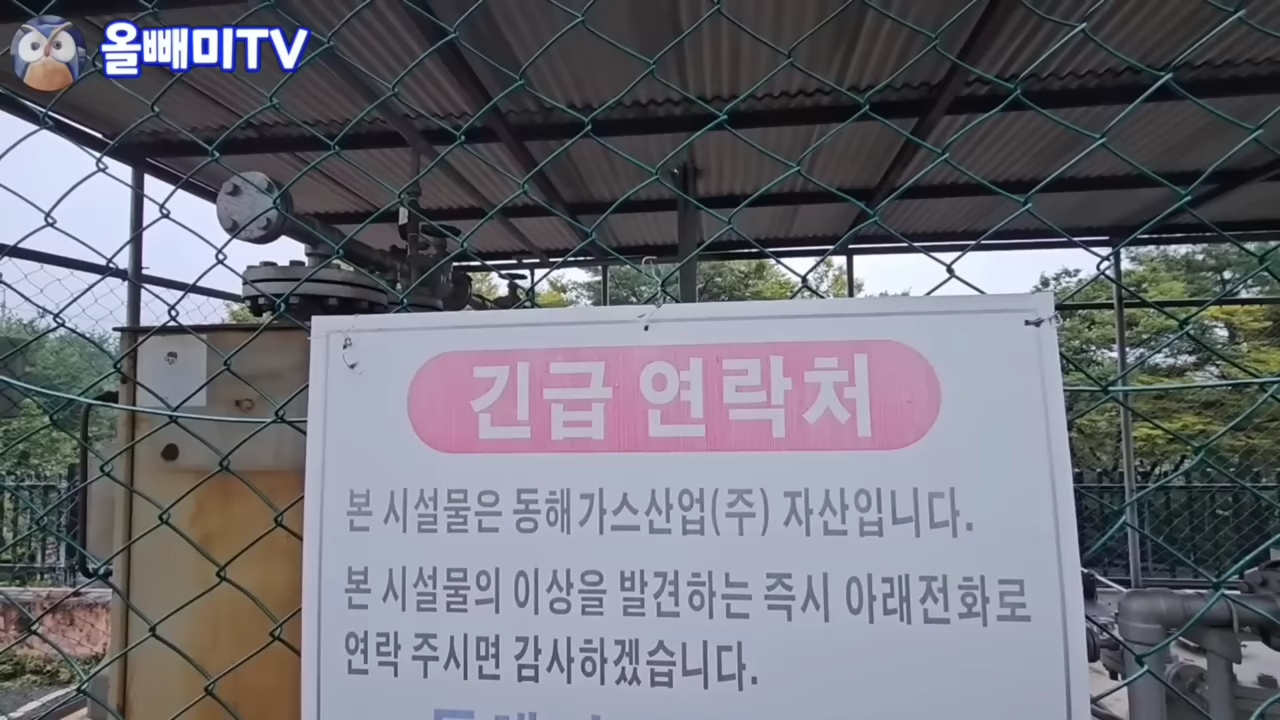 올빼미TV
긴급 연락처
본 시설물은 동해가스산업(주) 자산입니다.
본 시설물의 이상을 발견하는 즉시 아래전화로
연락 주시면 감사하겠습니다.